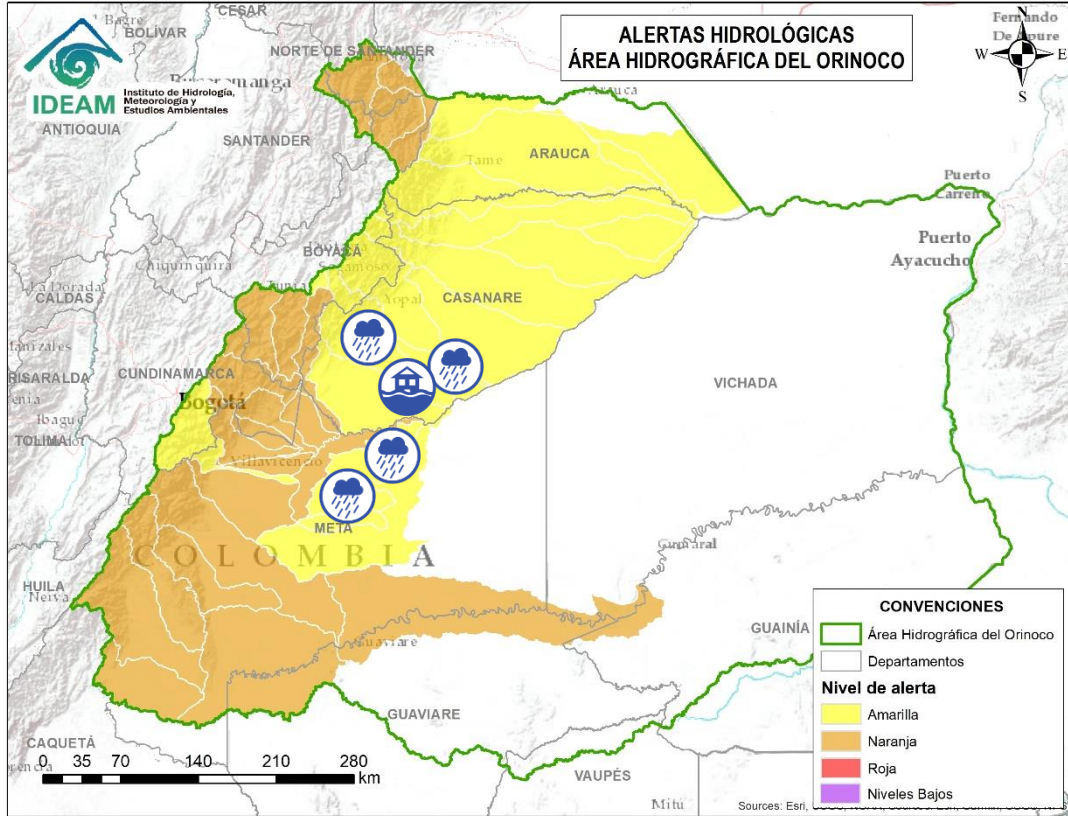 ALERTAS HIDROLÓGICAS
ÁREA HIDROGRÁFICA DEL ORINOCO
N
W
E
S
IDEAM
Instituto de Hidrología,
Meteorología y
Estudios Ambientales
CESAR
BOLÍVAR
NORTE DE SANTANDER
ANTIOQUIA
SANTANDER
Arauca
ARAUCA
Tame
Puerto
Carreño
Puerto
Ayacucho
BOYACÁ
Chiquinquira
La Dorada
CALDAS
Yopal
CASANARE
VICHADA
CUNDINAMARCA
Bogotá
Ibague
TOLIMA
Villavicencio
META
COLOMBIA
HUILA
Neiva
GUAINÍA
GUAVIARE
CAQUETÁ
VAUPÉS
Mitú
0 35 70 140 210 280
km
CONVENCIONES
Área Hidrográfica del Orinoco
Departamentos
Nivel de alerta
Amarilla
Naranja
Roja
Niveles Bajos
Sources: Esri,